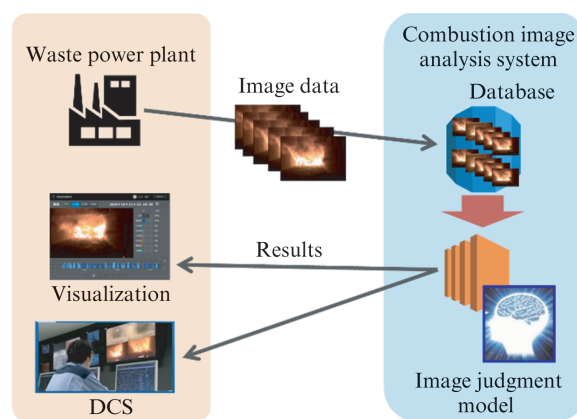 Waste power plant
Image data
Combustion image
analysis system
Database
Results
Visualization
DCS
Image judgment
model